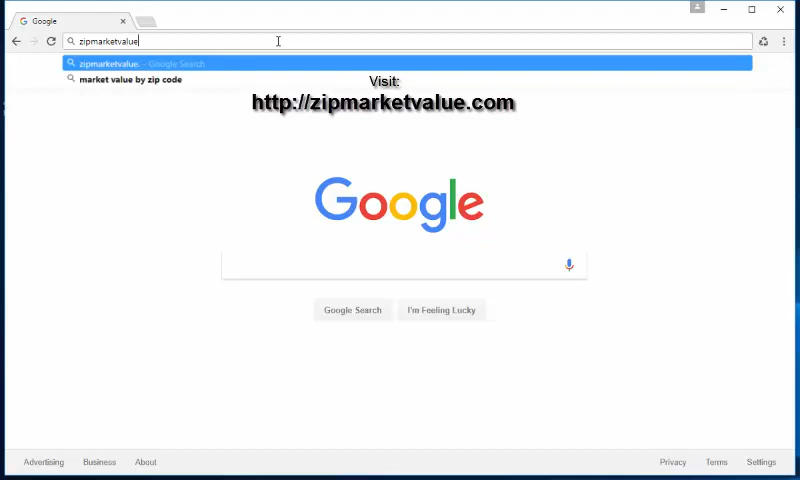 Google
zipmarketvalue
zipmarketvalue. - Google Search
market value by zip code
Visit:
http://zipmarketvalue.com
Google
Google Search
I'm Feeling Lucky
Advertising
Business
About
Privacy
Terms
Settings